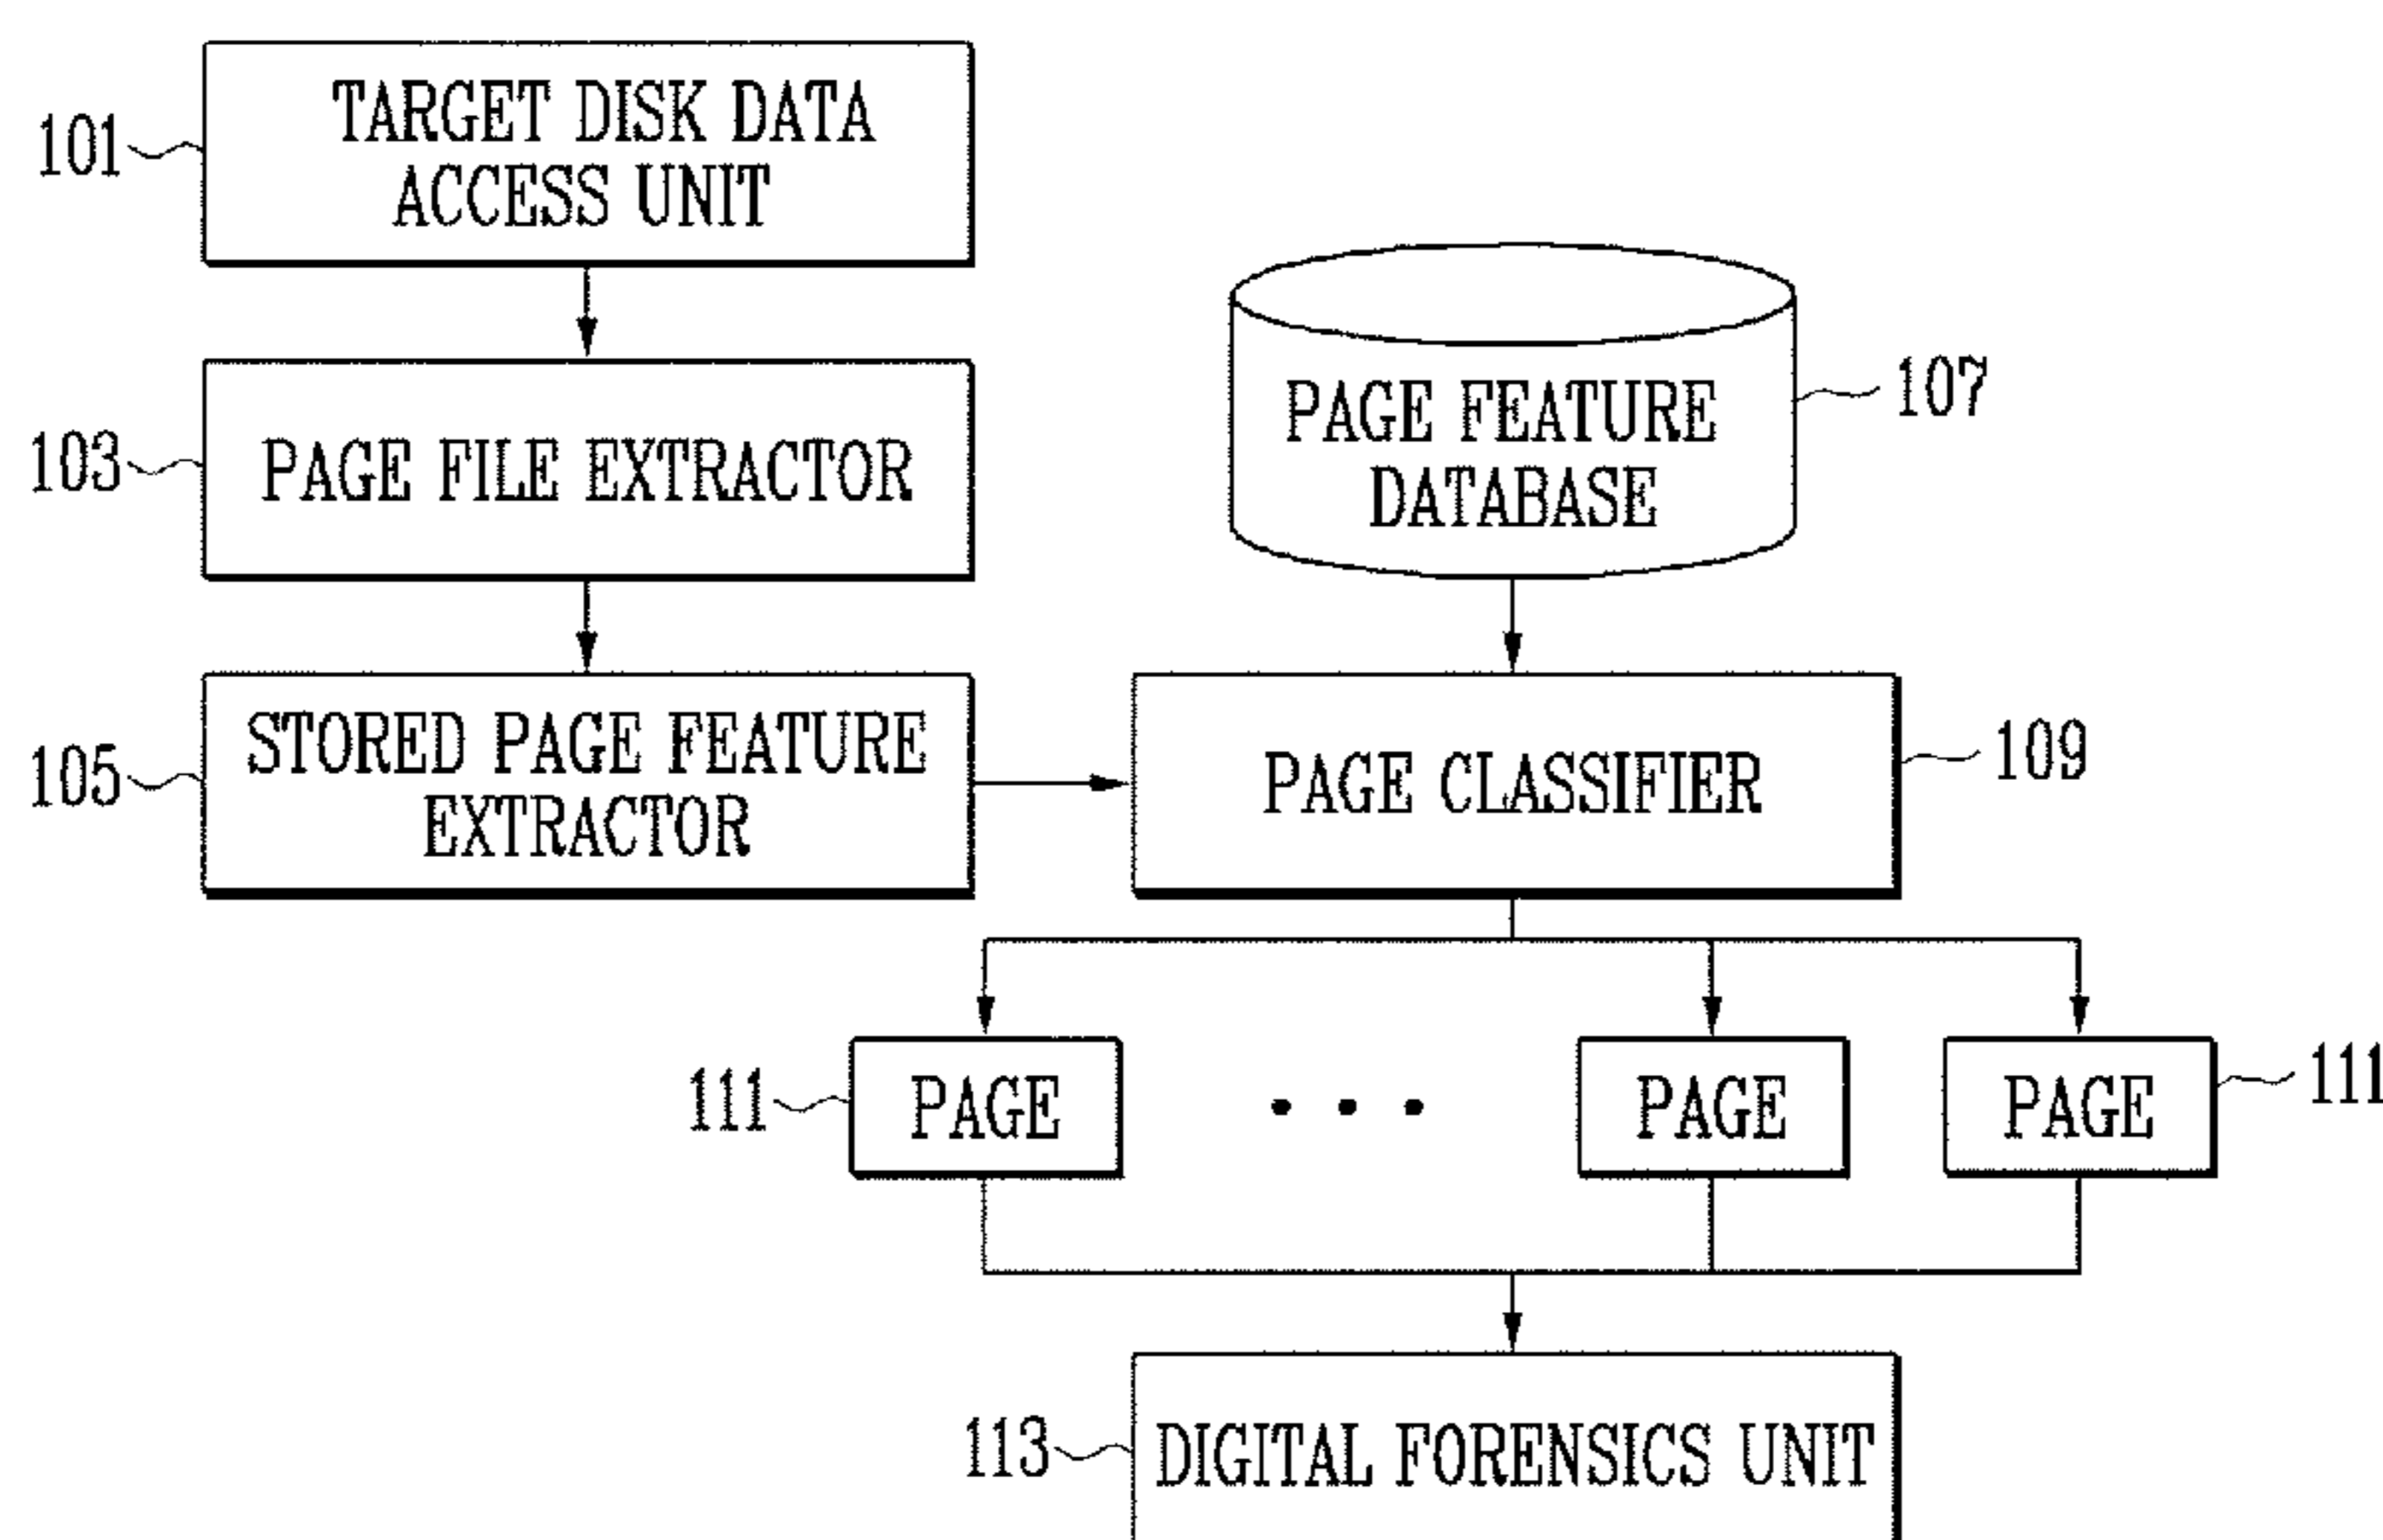 TARGET DISK DATA
ACCESS UNIT
101
PAGE FILE EXTRACTOR
103
PAGE FEATURE
DATABASE
107
STORED PAGE FEATURE
EXTRACTOR
105
PAGE CLASSIFIER
109
111
PAGE
PAGE
PAGE
111
113
DIGITAL FORENSICS UNIT